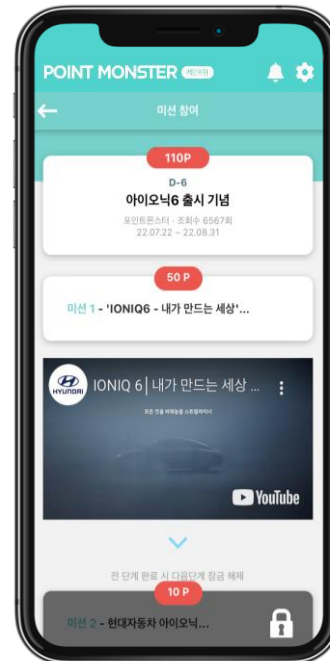 POINT MONSTER 개인회원
미션 참여
110P
D-6
아이오닉6 출시 기념
포인트몬스터 · 조회수 6567회
22.07.22 ~ 22.08.31
50 P
미션 1 - 'IONIQ6 - 내가 만드는 세상'...
HYUNDAI
IONIQ 6 | 내가 만드는 세상 ...
YouTube
전 단계 완료 시 다음단계 잠금 해제
10 P
미션 2 - 현대자동차 아이오닉...